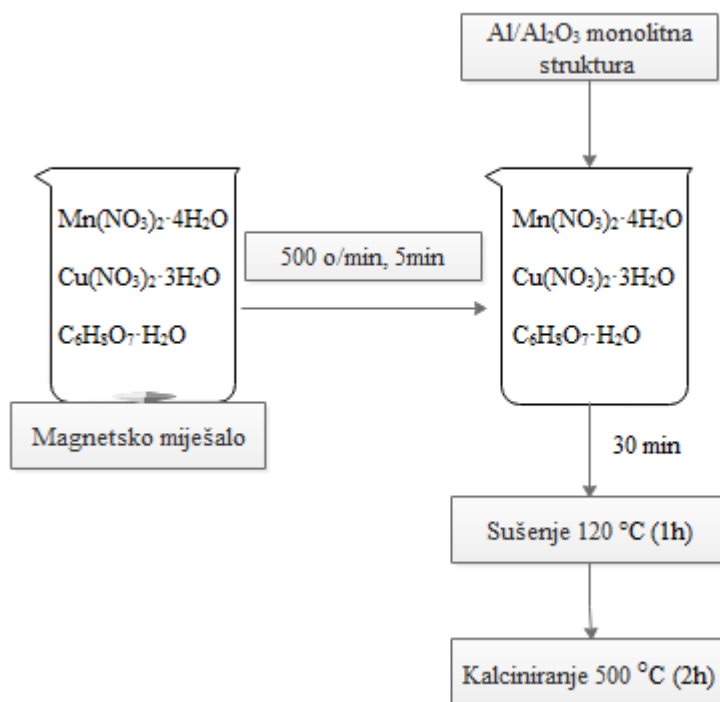 Al/Al₂O₃ monolitna
struktura
Mn(NO₃)₂·4H₂O
Cu(NO₃)₂·3H₂O
C₆H₈O₇·H₂O
500 o/min, 5min
Mn(NO₃)₂·4H₂O
Cu(NO₃)₂·3H₂O
C₆H₈O₇·H₂O
Magnetsko miješalo
30 min
Sušenje 120 °C (1h)
Kalciniranje 500 °C (2h)